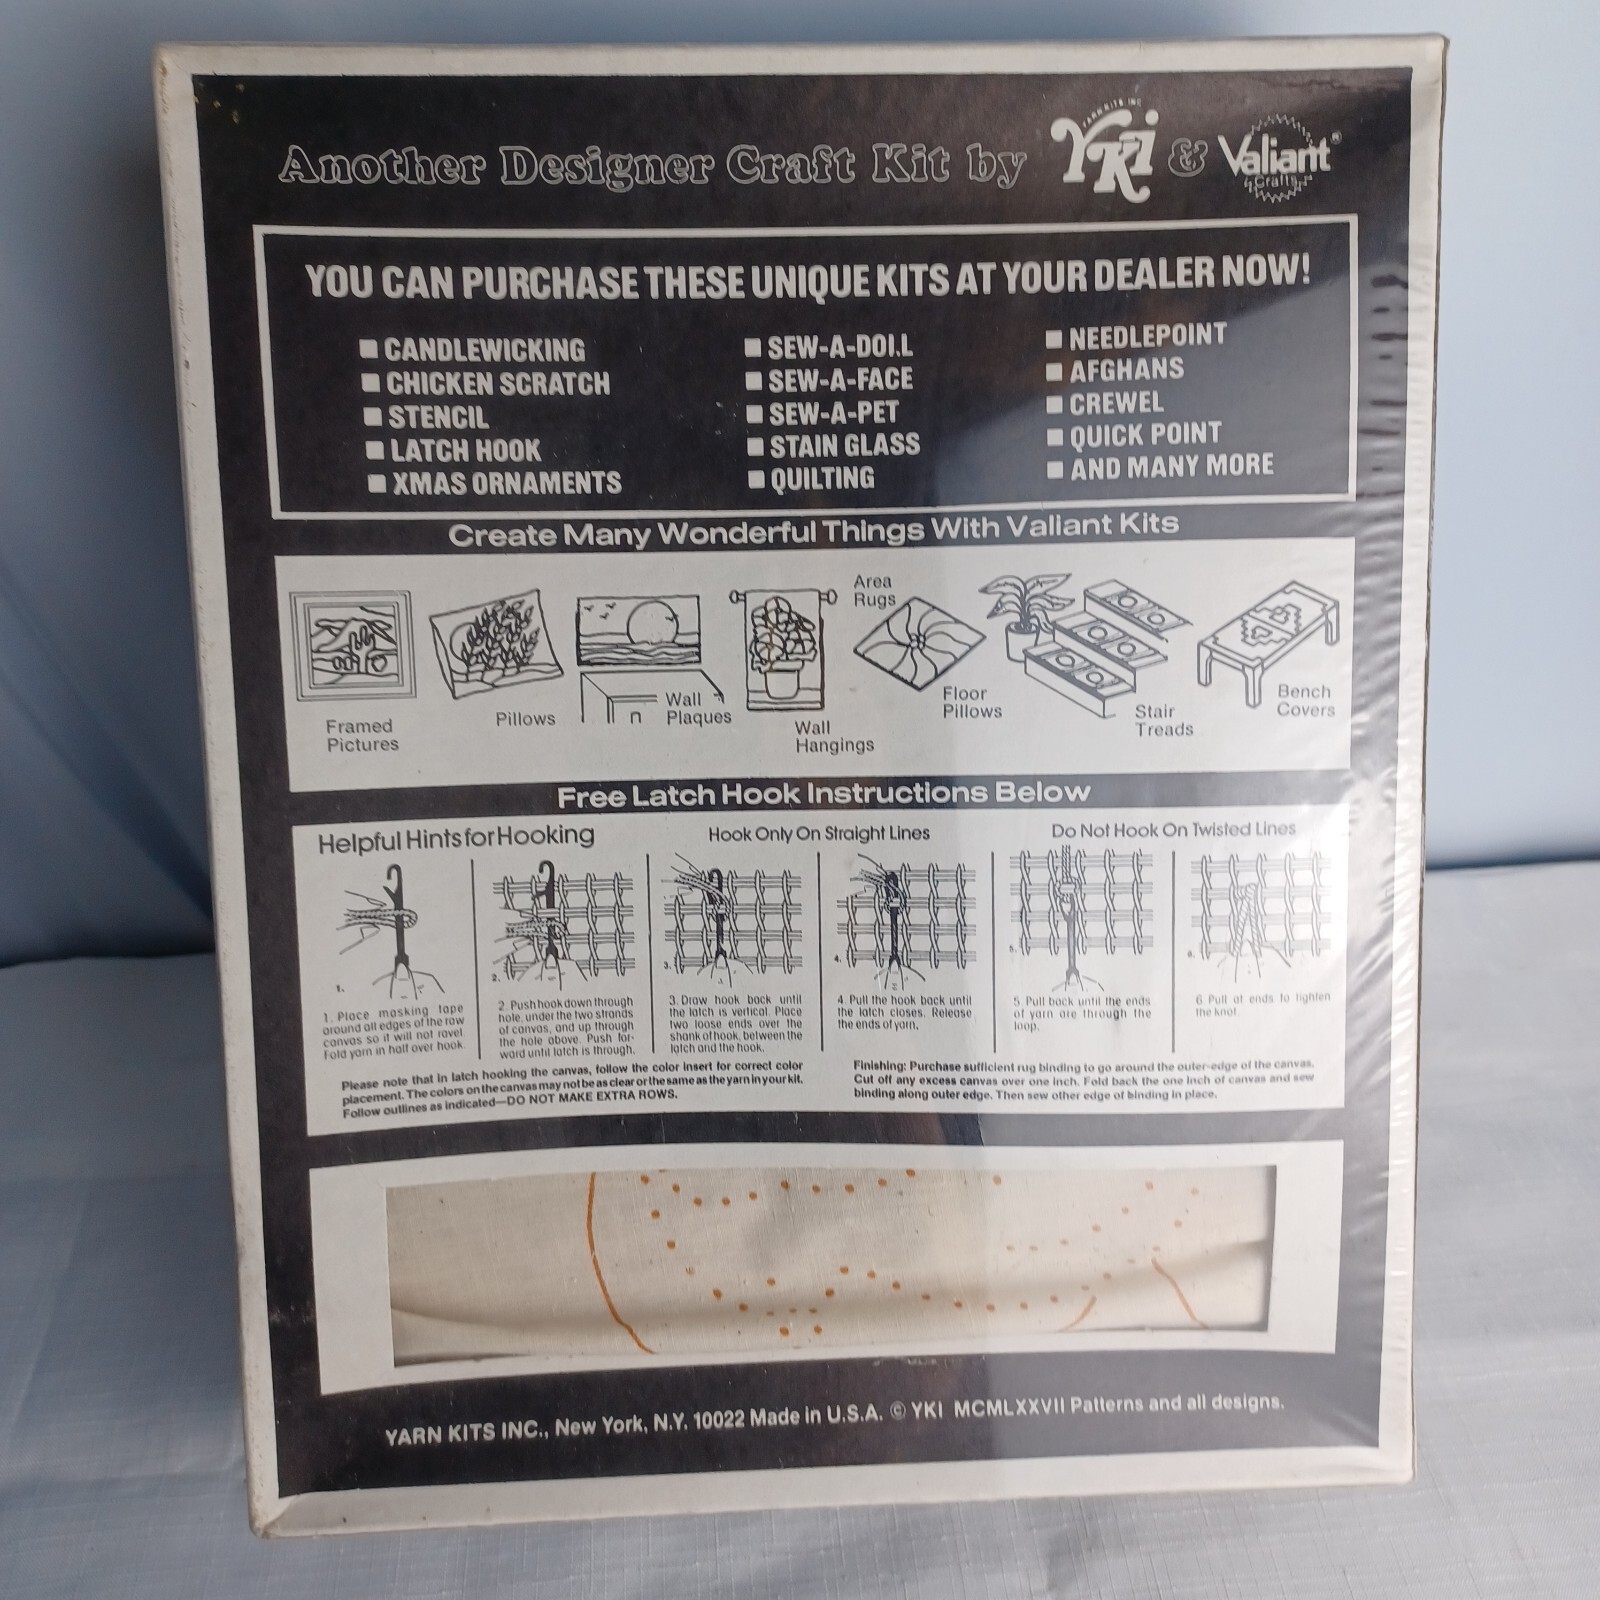 YARN KITS INC
Another Designer Craft Kit by YKi & Valiant®
Crafts
YOU CAN PURCHASE THESE UNIQUE KITS AT YOUR DEALER NOW!
■ CANDLEWICKING
■ CHICKEN SCRATCH
■ STENCIL
■ LATCH HOOK
■ XMAS ORNAMENTS
■ SEW-A-DOLL
■ SEW-A-FACE
■ SEW-A-PET
■ STAIN GLASS
■ QUILTING
■ NEEDLEPOINT
■ AFGHANS
■ CREWEL
■ QUICK POINT
■ AND MANY MORE
Create Many Wonderful Things With Valiant Kits
Framed
Pictures
Pillows
Wall
Plaques
Wall
Hangings
Area
Rugs
Floor
Pillows
Stair
Treads
Bench
Covers
Free Latch Hook Instructions Below
Helpful Hints for Hooking
Hook Only On Straight Lines
Do Not Hook On Twisted Lines
1.
2.
3.
4.
5.
6.
1. Place masking tape
around all edges of the raw
canvas so it will not ravel.
Fold yarn in half over hook.
2. Push hook down through
hole, under the two strands
of canvas, and up through
the hole above. Push for-
ward until latch is through.
3. Draw hook back until
the latch is vertical. Place
two loose ends over the
shank of hook, between the
latch and the hook.
4. Pull the hook back until
the latch closes. Release
the ends of yarn.
5. Pull back until the ends
of yarn are through the
loop.
6. Pull at ends to tighten
the knot.
Please note that in latch hooking the canvas, follow the color insert for correct color
placement. The colors on the canvas may not be as clear or the same as the yarn in your kit.
Follow outlines as indicated—DO NOT MAKE EXTRA ROWS.
Finishing: Purchase sufficient rug binding to go around the outer-edge of the canvas.
Cut off any excess canvas over one inch. Fold back the one inch of canvas and sew
binding along outer edge. Then sew other edge of binding in place.
YARN KITS INC., New York, N.Y. 10022 Made in U.S.A. © YKI MCMLXXVII Patterns and all designs.